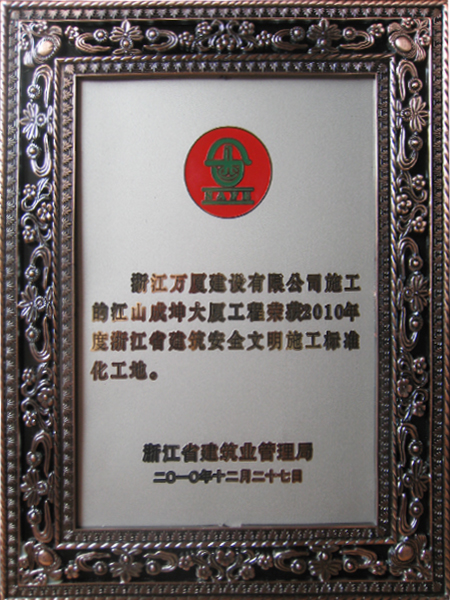 浙江万厦建设有限公司施工
的江山成坤大厦工程荣获2010年
度浙江省建筑安全文明施工标准
化工地。
浙江省建筑业管理局
二〇一〇年十二月二十七日